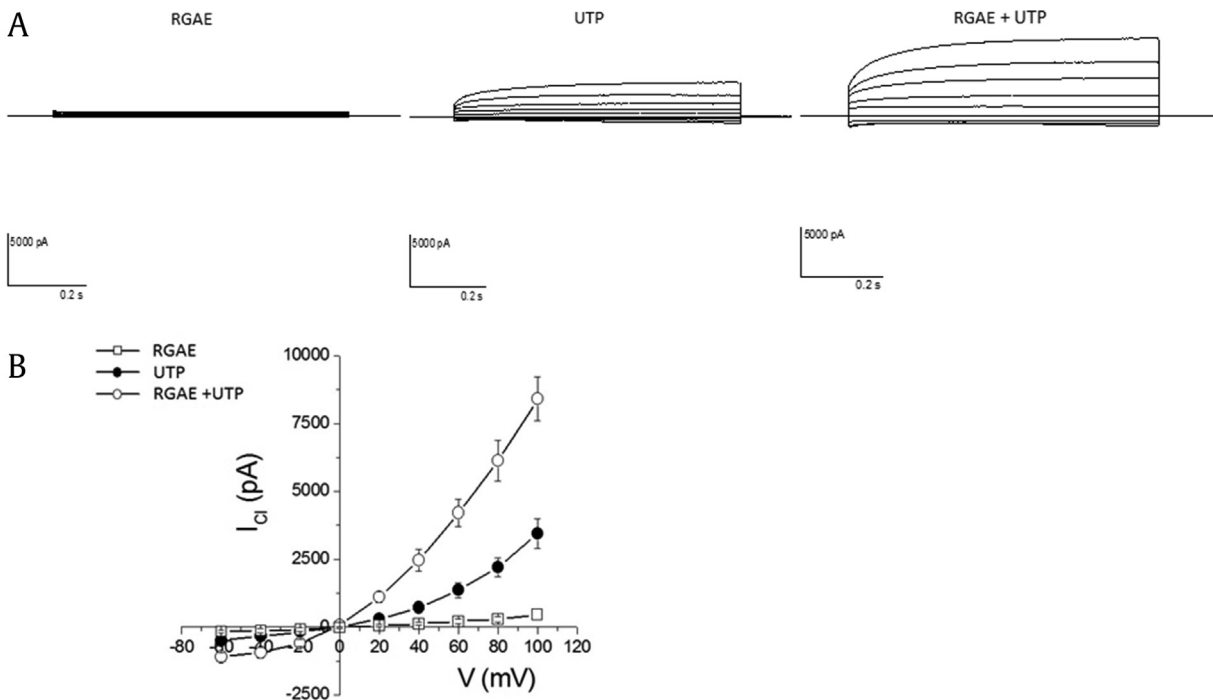 A
RGAE
UTP
RGAE + UTP
5000 pA
0.2 s
5000 pA
0.2 s
5000 pA
0.2 s
B
RGAE
UTP
RGAE +UTP
10000
7500
5000
2500
0
-2500
I_Cl (pA)
-80 -60 -40 -20 0 20 40 60 80 100 120
V (mV)